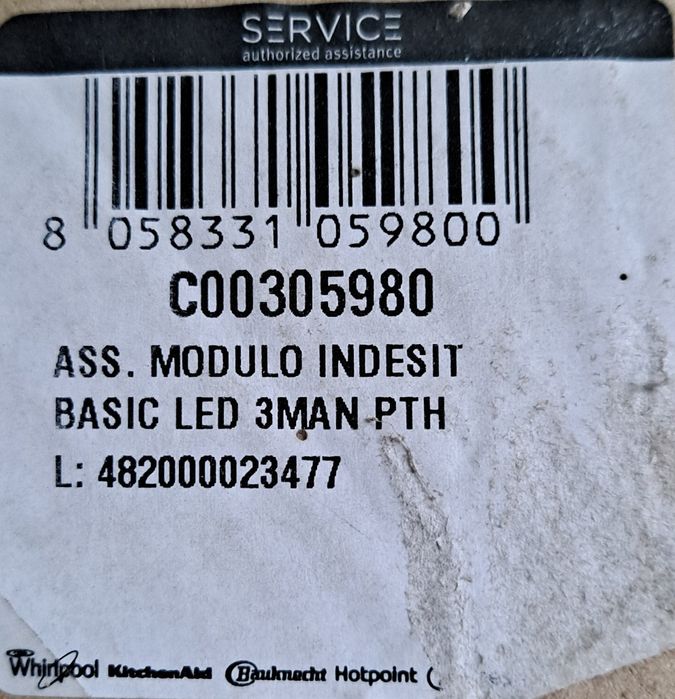 SERVICE
authorized assistance
8 058331 059800
C00305980
ASS. MODULO INDESIT
BASIC LED 3MAN PTH
L: 482000023477
Whirlpool KitchenAid Bauknecht Hotpoint (